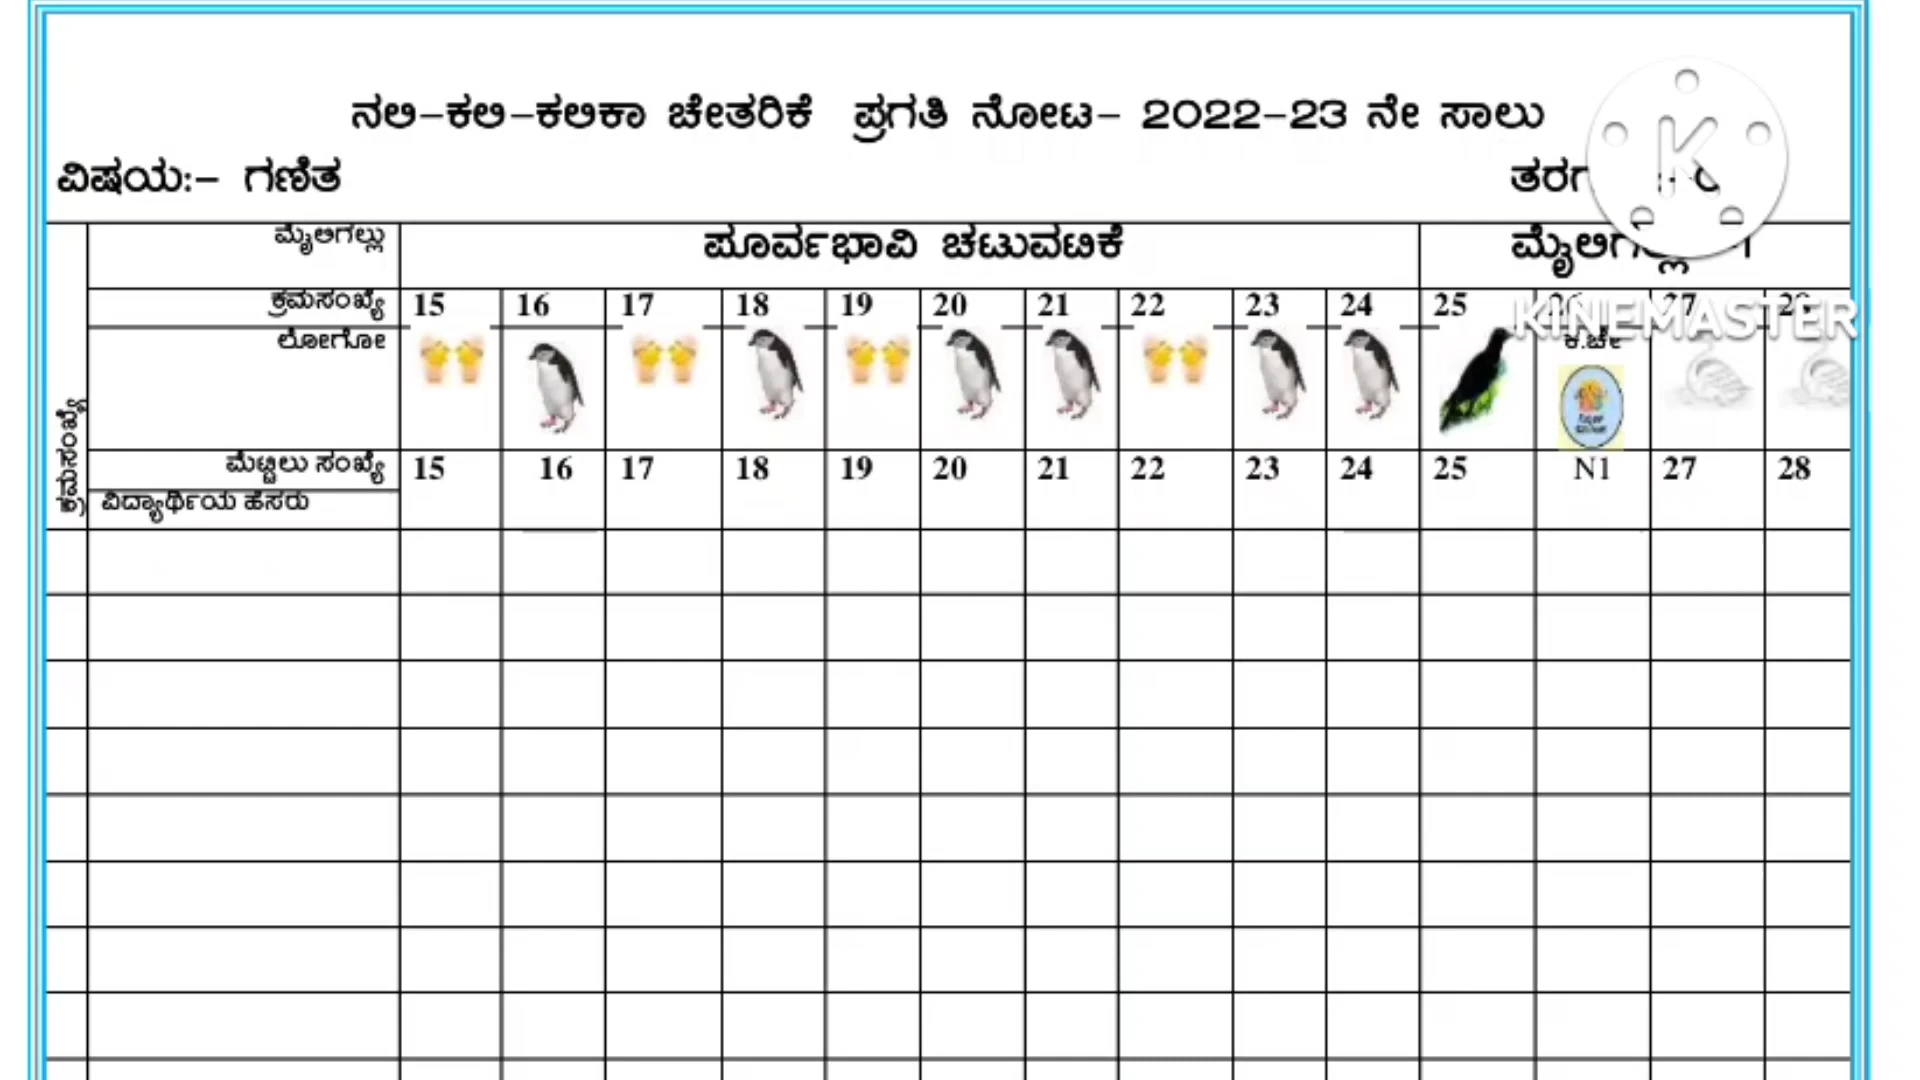 ನಲಿ-ಕಲಿ-ಕಲಿಕಾ ಚೇತರಿಕೆ ಪ್ರಗತಿ ನೋಟ- 2022-23 ನೇ ಸಾಲು
ವಿಷಯ:- ಗಣಿತ
ಮೈಲಿಗಲ್ಲು ಪೂರ್ವಭಾವಿ ಚಟುವಟಿಕೆ
ಕ್ರಮಸಂಖ್ಯೆ 15 16 17 18 19 20 21 22 23 24 25
KINEMASTER
ಲೋಗೋ ಕ.ಚೇ
ಕ್ರಮಸಂಖ್ಯೆ
ಮೆಟ್ಟಿಲು ಸಂಖ್ಯೆ 15 16 17 18 19 20 21 22 23 24 25 N1 27 28
ವಿದ್ಯಾರ್ಥಿಯ ಹೆಸರು